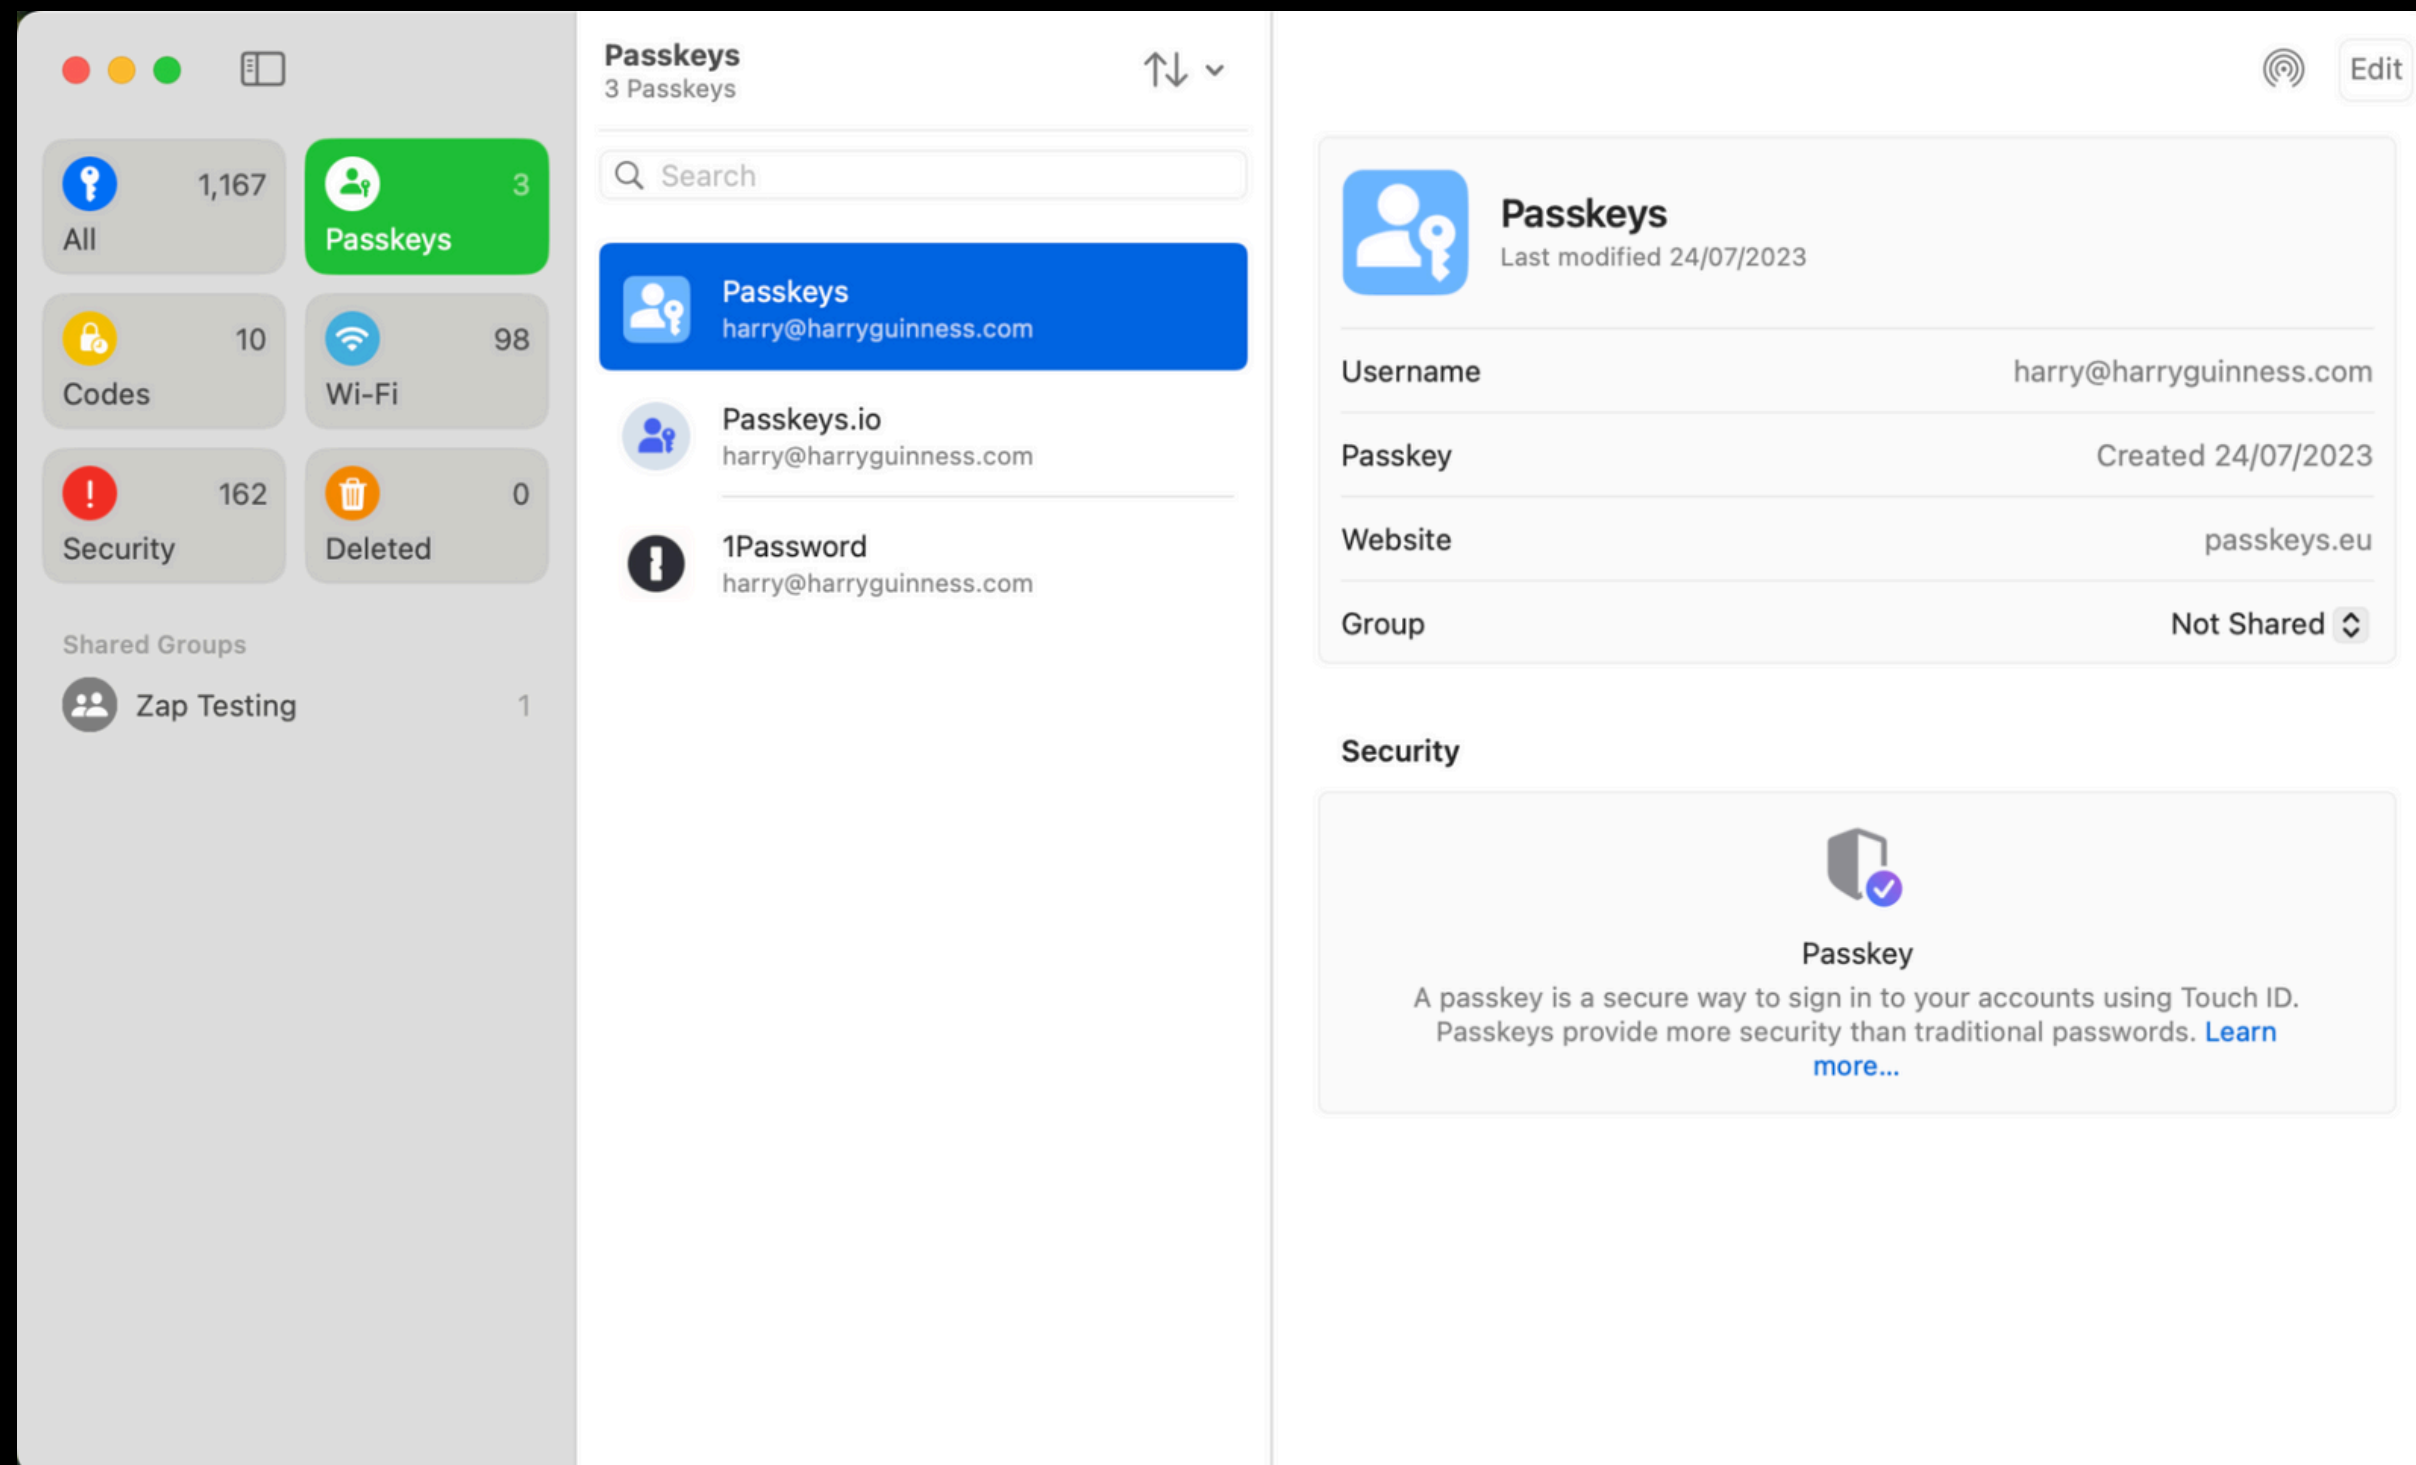 1,167
All
3
Passkeys
10
Codes
98
Wi-Fi
162
Security
0
Deleted
Shared Groups
Zap Testing 1
Passkeys
3 Passkeys
Search
Passkeys
harry@harryguinness.com
Passkeys.io
harry@harryguinness.com
1Password
harry@harryguinness.com
Edit
Passkeys
Last modified 24/07/2023
Username harry@harryguinness.com
Passkey Created 24/07/2023
Website passkeys.eu
Group Not Shared
Security
Passkey
A passkey is a secure way to sign in to your accounts using Touch ID.
Passkeys provide more security than traditional passwords. Learn
more...